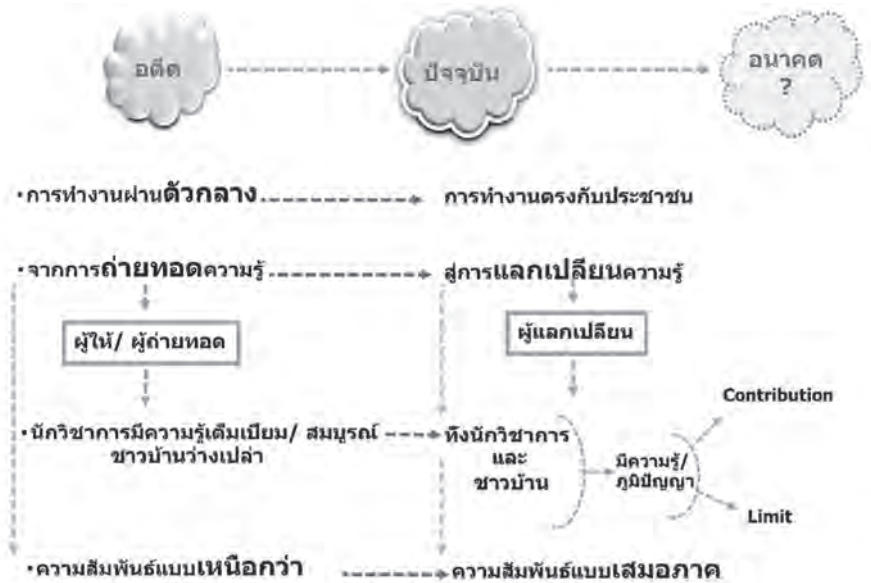 อดีต
ปัจจุบัน
อนาคต
?
•การทำงานผ่านตัวกลาง
การทำงานตรงกับประชาชน
•จากการถ่ายทอดความรู้
สู่การแลกเปลี่ยนความรู้
ผู้ให้/ ผู้ถ่ายทอด
ผู้แลกเปลี่ยน
•นักวิชาการมีความรู้เต็มเปี่ยม/ สมบูรณ์
ชาวบ้านว่างเปล่า
ทั้งนักวิชาการ
และ
ชาวบ้าน
มีความรู้/
ภูมิปัญญา
Contribution
Limit
•ความสัมพันธ์แบบเหนือกว่า
ความสัมพันธ์แบบเสมอภาค